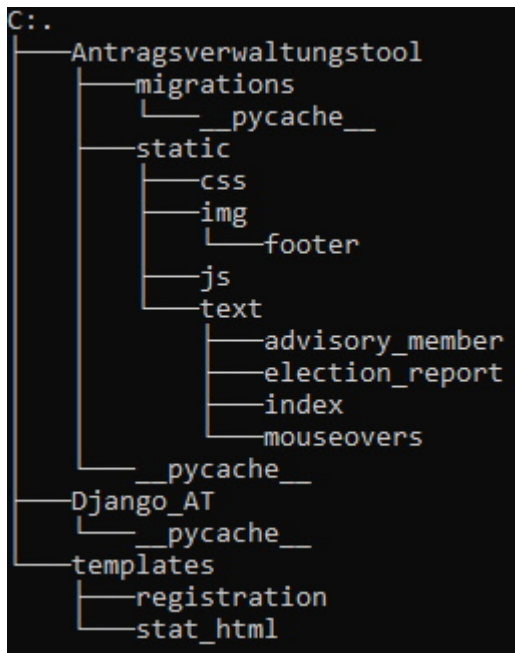 C:.
├───Antragsverwaltungstool
│   ├───migrations
│   │   └───__pycache__
│   ├───static
│   │   ├───css
│   │   ├───img
│   │   │   └───footer
│   │   ├───js
│   │   └───text
│   │       ├───advisory_member
│   │       ├───election_report
│   │       ├───index
│   │       └───mouseovers
│   └───__pycache__
├───Django_AT
│   └───__pycache__
└───templates
    ├───registration
    └───stat_html